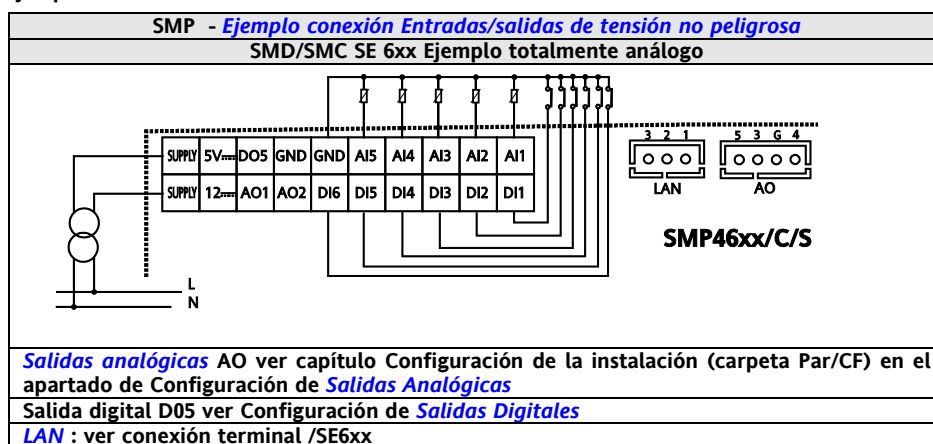 SMP - Ejemplo conexión Entradas/salidas de tensión no peligrosa
SMD/SMC SE 6xx Ejemplo totalmente análogo
SUPPLY 5V DO5 GND GND AI5 AI4 AI3 AI2 AI1
SUPPLY 12 AO1 AO2 DI6 DI5 DI4 DI3 DI2 DI1
3 2 1
LAN
5 3 G 4
AO
SMP46xx/C/S
L
N
Salidas analógicas AO ver capítulo Configuración de la instalación (carpeta Par/CF) en el
apartado de Configuración de Salidas Analógicas
Salida digital D05 ver Configuración de Salidas Digitales
LAN : ver conexión terminal /SE6xx